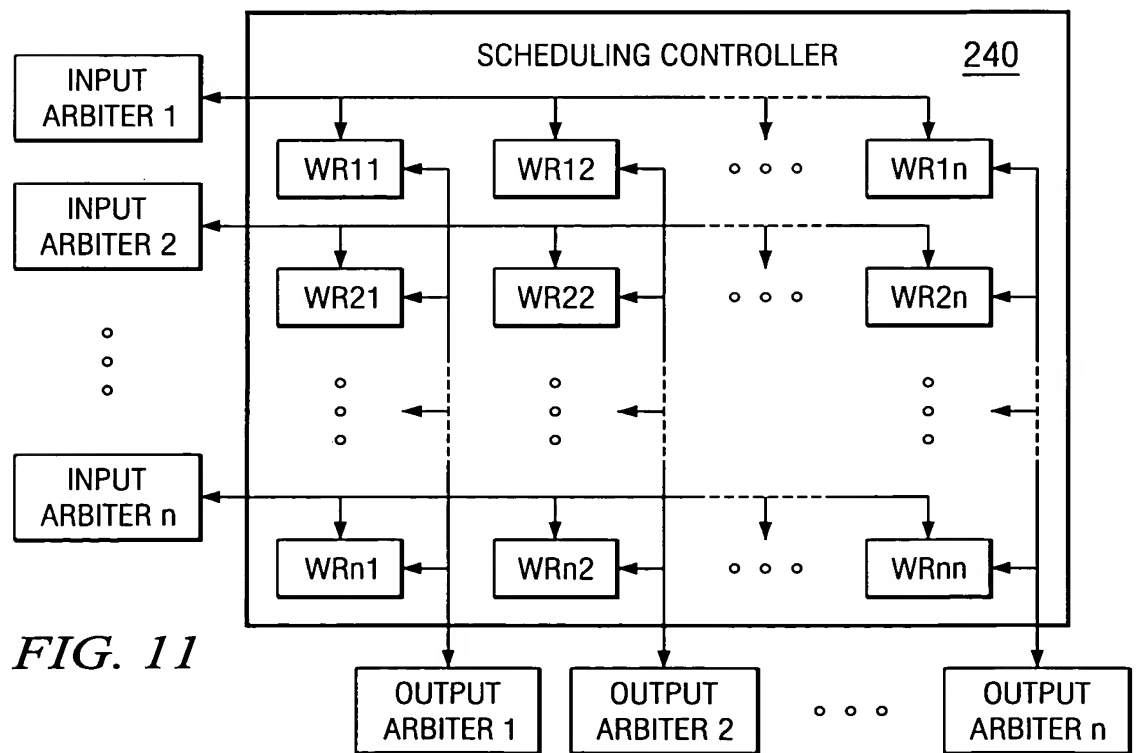 SCHEDULING CONTROLLER 240
INPUT
ARBITER 1
WR11 WR12 WR1n
INPUT
ARBITER 2
WR21 WR22 WR2n
INPUT
ARBITER n
WRn1 WRn2 WRnn
FIG. 11
OUTPUT
ARBITER 1
OUTPUT
ARBITER 2
OUTPUT
ARBITER n